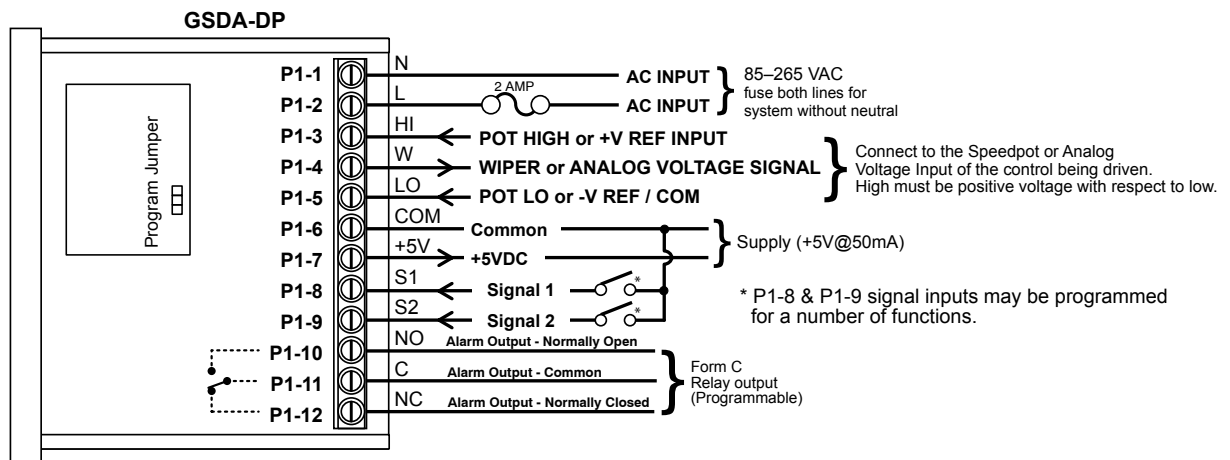 GSDA-DP
Program Jumper
P1-1 N AC INPUT
P1-2 L 2 AMP AC INPUT
85–265 VAC
fuse both lines for
system without neutral
P1-3 HI POT HIGH or +V REF INPUT
P1-4 W WIPER or ANALOG VOLTAGE SIGNAL
P1-5 LO POT LO or -V REF / COM
Connect to the Speedpot or Analog
Voltage Input of the control being driven.
High must be positive voltage with respect to low.
P1-6 COM Common
P1-7 +5V +5VDC
Supply (+5V@50mA)
P1-8 S1 Signal 1 *
P1-9 S2 Signal 2 *
* P1-8 & P1-9 signal inputs may be programmed
for a number of functions.
P1-10 NO Alarm Output - Normally Open
P1-11 C Alarm Output - Common
P1-12 NC Alarm Output - Normally Closed
Form C
Relay output
(Programmable)